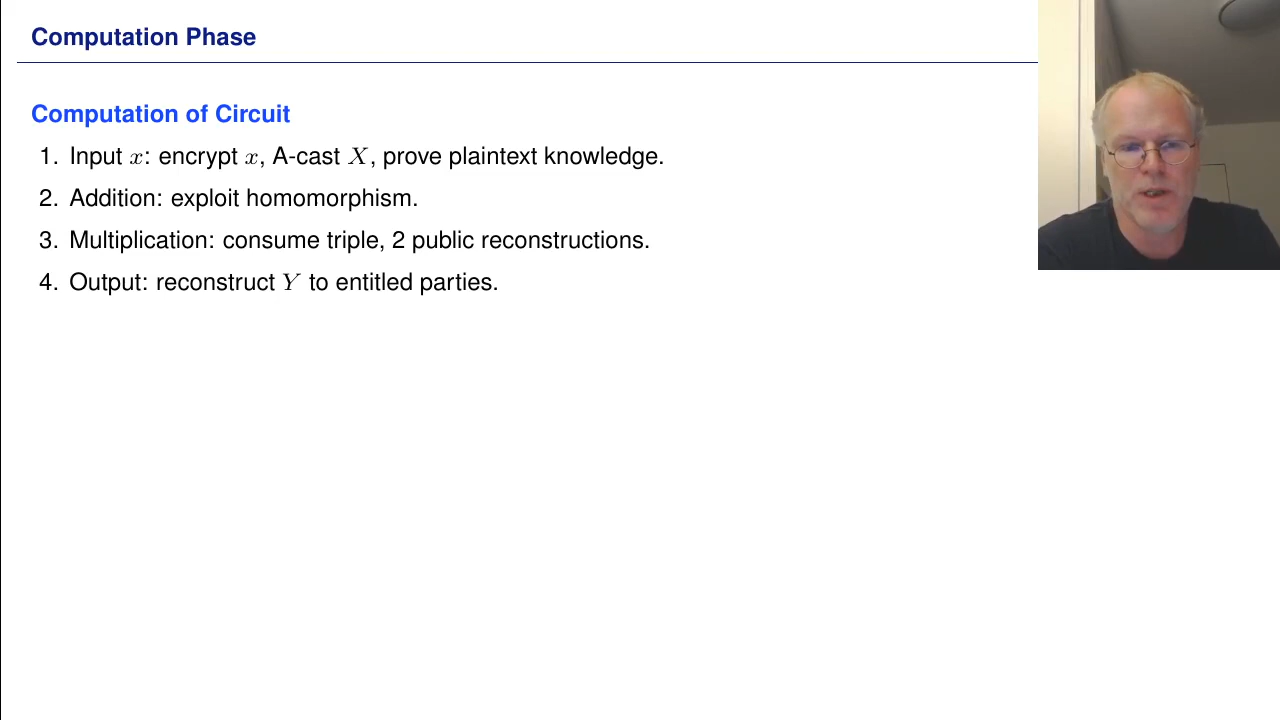 Computation Phase
Computation of Circuit
1. Input x: encrypt x, A-cast X, prove plaintext knowledge.
2. Addition: exploit homomorphism.
3. Multiplication: consume triple, 2 public reconstructions.
4. Output: reconstruct Y to entitled parties.